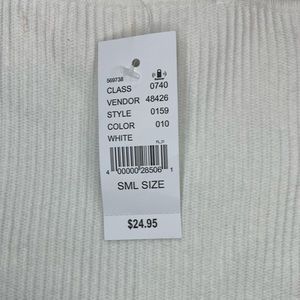 569738
CLASS 0740
VENDOR 48426
STYLE 0159
COLOR 010
WHITE
4 00000 28506 1
SML SIZE
$24.95